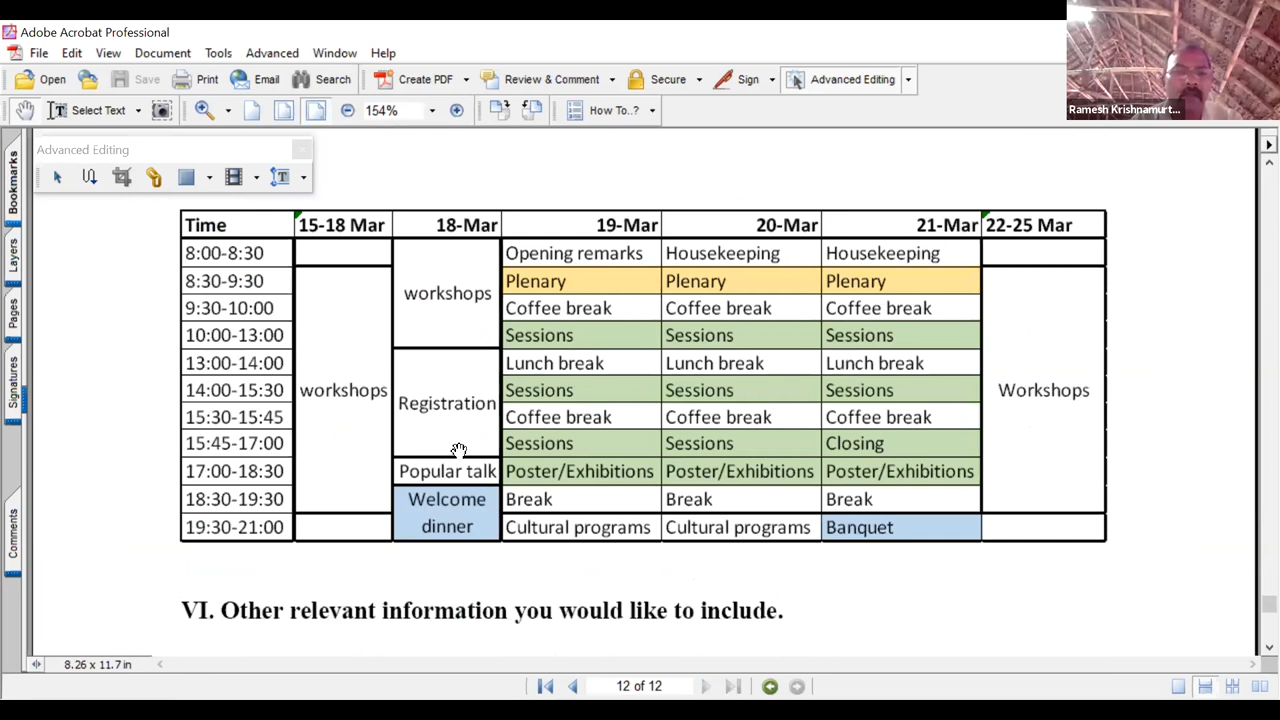 Adobe Acrobat Professional
File Edit View Document Tools Advanced Window Help
Open Save Print Email Search Create PDF Review & Comment Secure Sign Advanced Editing
Select Text 154% How To..?
Ramesh Krishnamurt...
Advanced Editing
Bookmarks
Layers
Pages
Signatures
Comments
Time 15-18 Mar 18-Mar 19-Mar 20-Mar 21-Mar 22-25 Mar
8:00-8:30 Opening remarks Housekeeping Housekeeping
8:30-9:30 workshops Plenary Plenary Plenary
9:30-10:00 Coffee break Coffee break Coffee break
10:00-13:00 Sessions Sessions Sessions
13:00-14:00 Lunch break Lunch break Lunch break
14:00-15:30 workshops Registration Sessions Sessions Sessions Workshops
15:30-15:45 Coffee break Coffee break Coffee break
15:45-17:00 Sessions Sessions Closing
17:00-18:30 Popular talk Poster/Exhibitions Poster/Exhibitions Poster/Exhibitions
18:30-19:30 Welcome Break Break Break
19:30-21:00 dinner Cultural programs Cultural programs Banquet
VI. Other relevant information you would like to include.
8.26 x 11.7 in
12 of 12